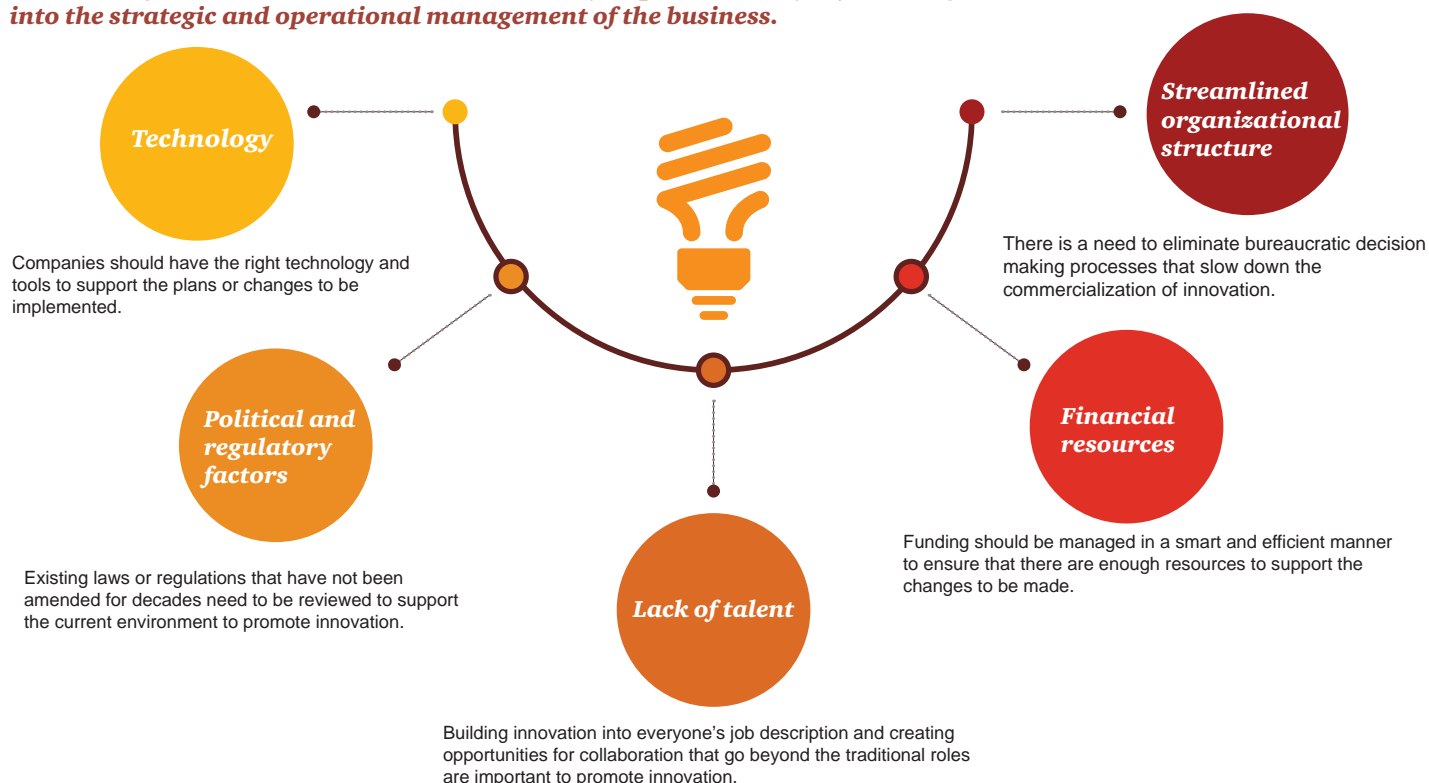 into the strategic and operational management of the business.
Technology
Companies should have the right technology and
tools to support the plans or changes to be
implemented.
Political and
regulatory
factors
Existing laws or regulations that have not been
amended for decades need to be reviewed to support
the current environment to promote innovation.
Lack of talent
Building innovation into everyone’s job description and creating
opportunities for collaboration that go beyond the traditional roles
are important to promote innovation.
Financial
resources
Funding should be managed in a smart and efficient manner
to ensure that there are enough resources to support the
changes to be made.
Streamlined
organizational
structure
There is a need to eliminate bureaucratic decision
making processes that slow down the
commercialization of innovation.